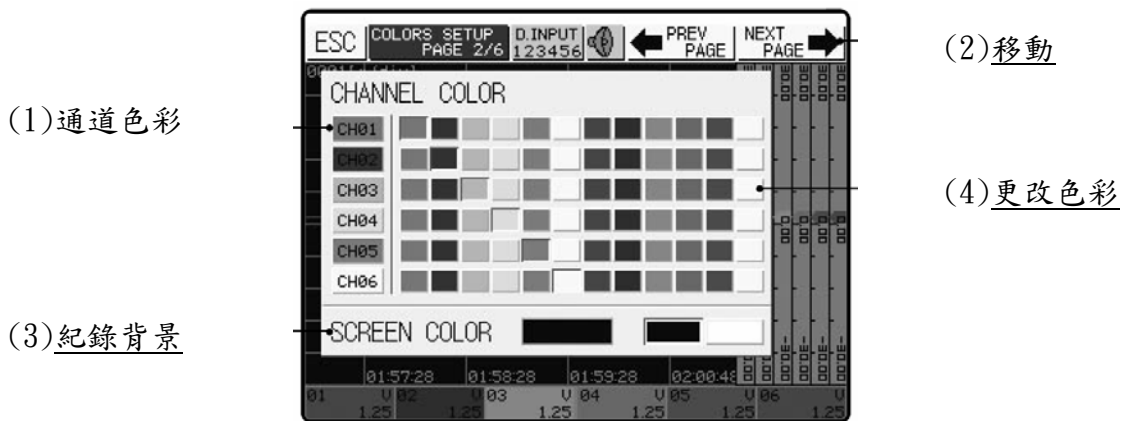 ESC
COLORS SETUP
PAGE 2/6
D.INPUT
123456
PREV
PAGE
NEXT
PAGE
(2)移動
CHANNEL COLOR
(1)通道色彩
CH01
CH02
CH03
(4)更改色彩
CH04
CH05
CH06
(3)紀錄背景
SCREEN COLOR
01:57:28 01:58:28 01:59:28 02:00:48
01 V 02 V 03 V 04 V 05 V 06 V
1.25 1.25 1.25 1.25 1.25 1.25